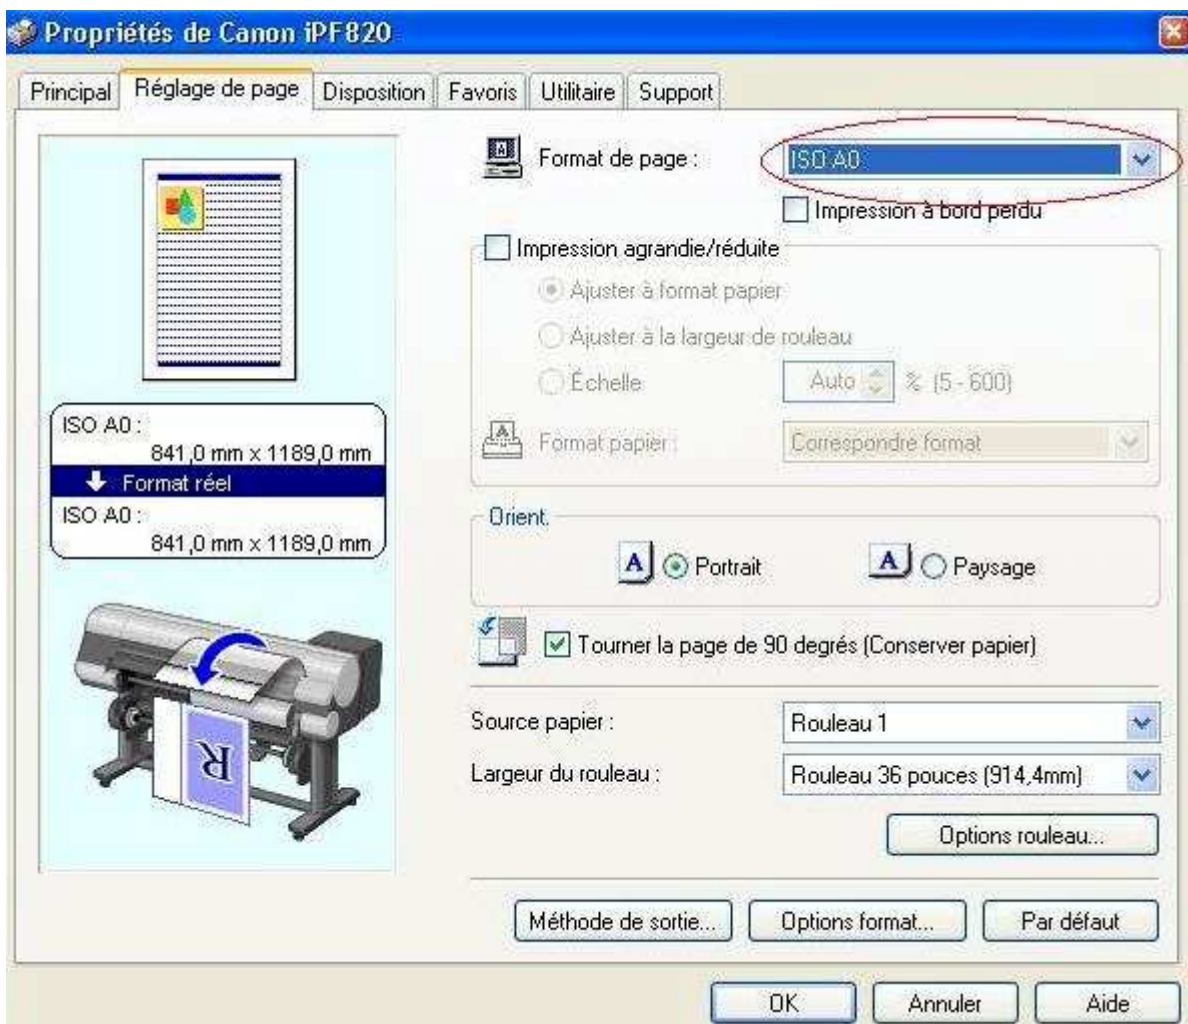 Propriétés de Canon iPF820
Principal Réglage de page Disposition Favoris Utilitaire Support
Format de page : ISO A0
Impression à bord perdu
Impression agrandie/réduite
Ajuster à format papier
Ajuster à la largeur de rouleau
Échelle Auto % (5 - 600)
Format papier : Correspondre format
ISO A0 :
841,0 mm x 1189,0 mm
Format réel
ISO A0 :
841,0 mm x 1189,0 mm
Orient.
A Portrait A Paysage
Tourner la page de 90 degrés (Conserver papier)
R
Source papier : Rouleau 1
Largeur du rouleau : Rouleau 36 pouces (914,4mm)
Options rouleau...
Méthode de sortie... Options format... Par défaut
OK Annuler Aide